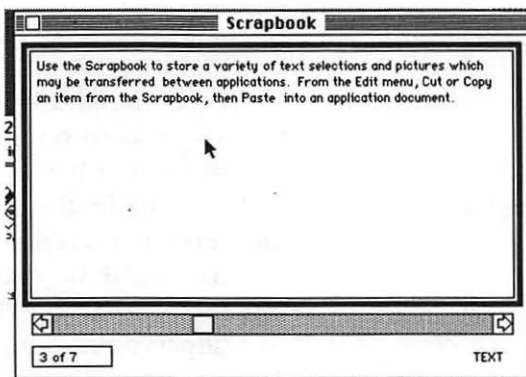 Scrapbook
Use the Scrapbook to store a variety of text selections and pictures which
may be transferred between applications. From the Edit menu, Cut or Copy
an item from the Scrapbook, then Paste into an application document.
3 of 7
TEXT